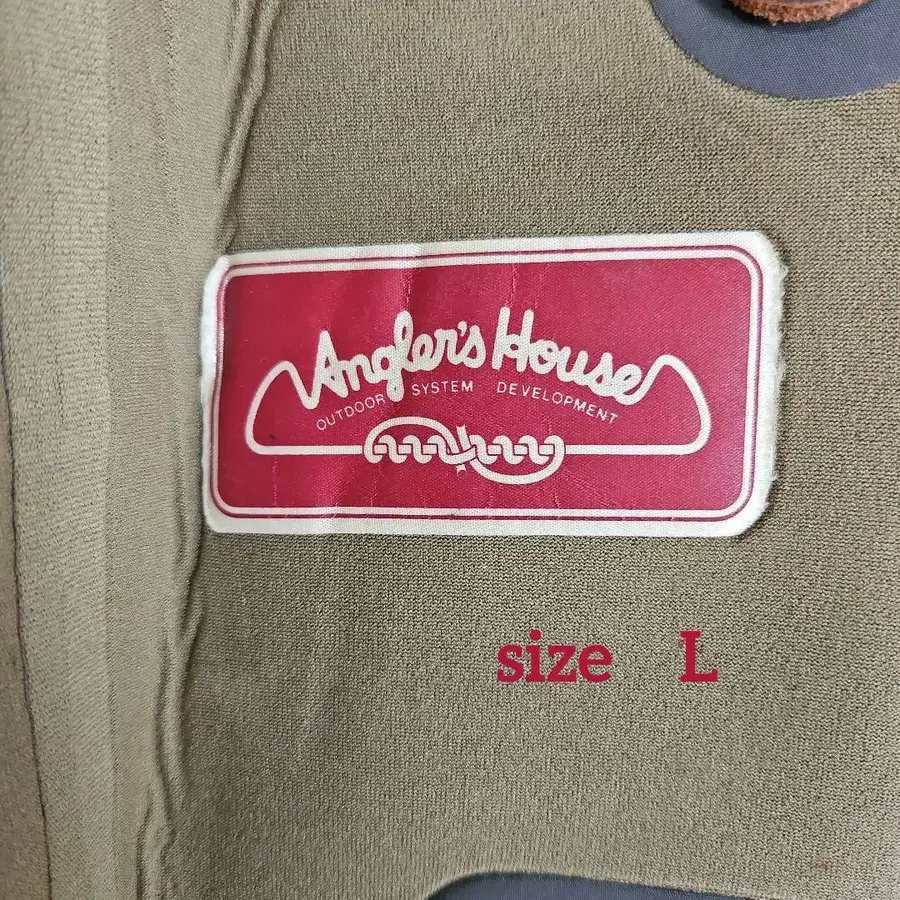 Angler's House
OUTDOOR SYSTEM DEVELOPMENT
size L